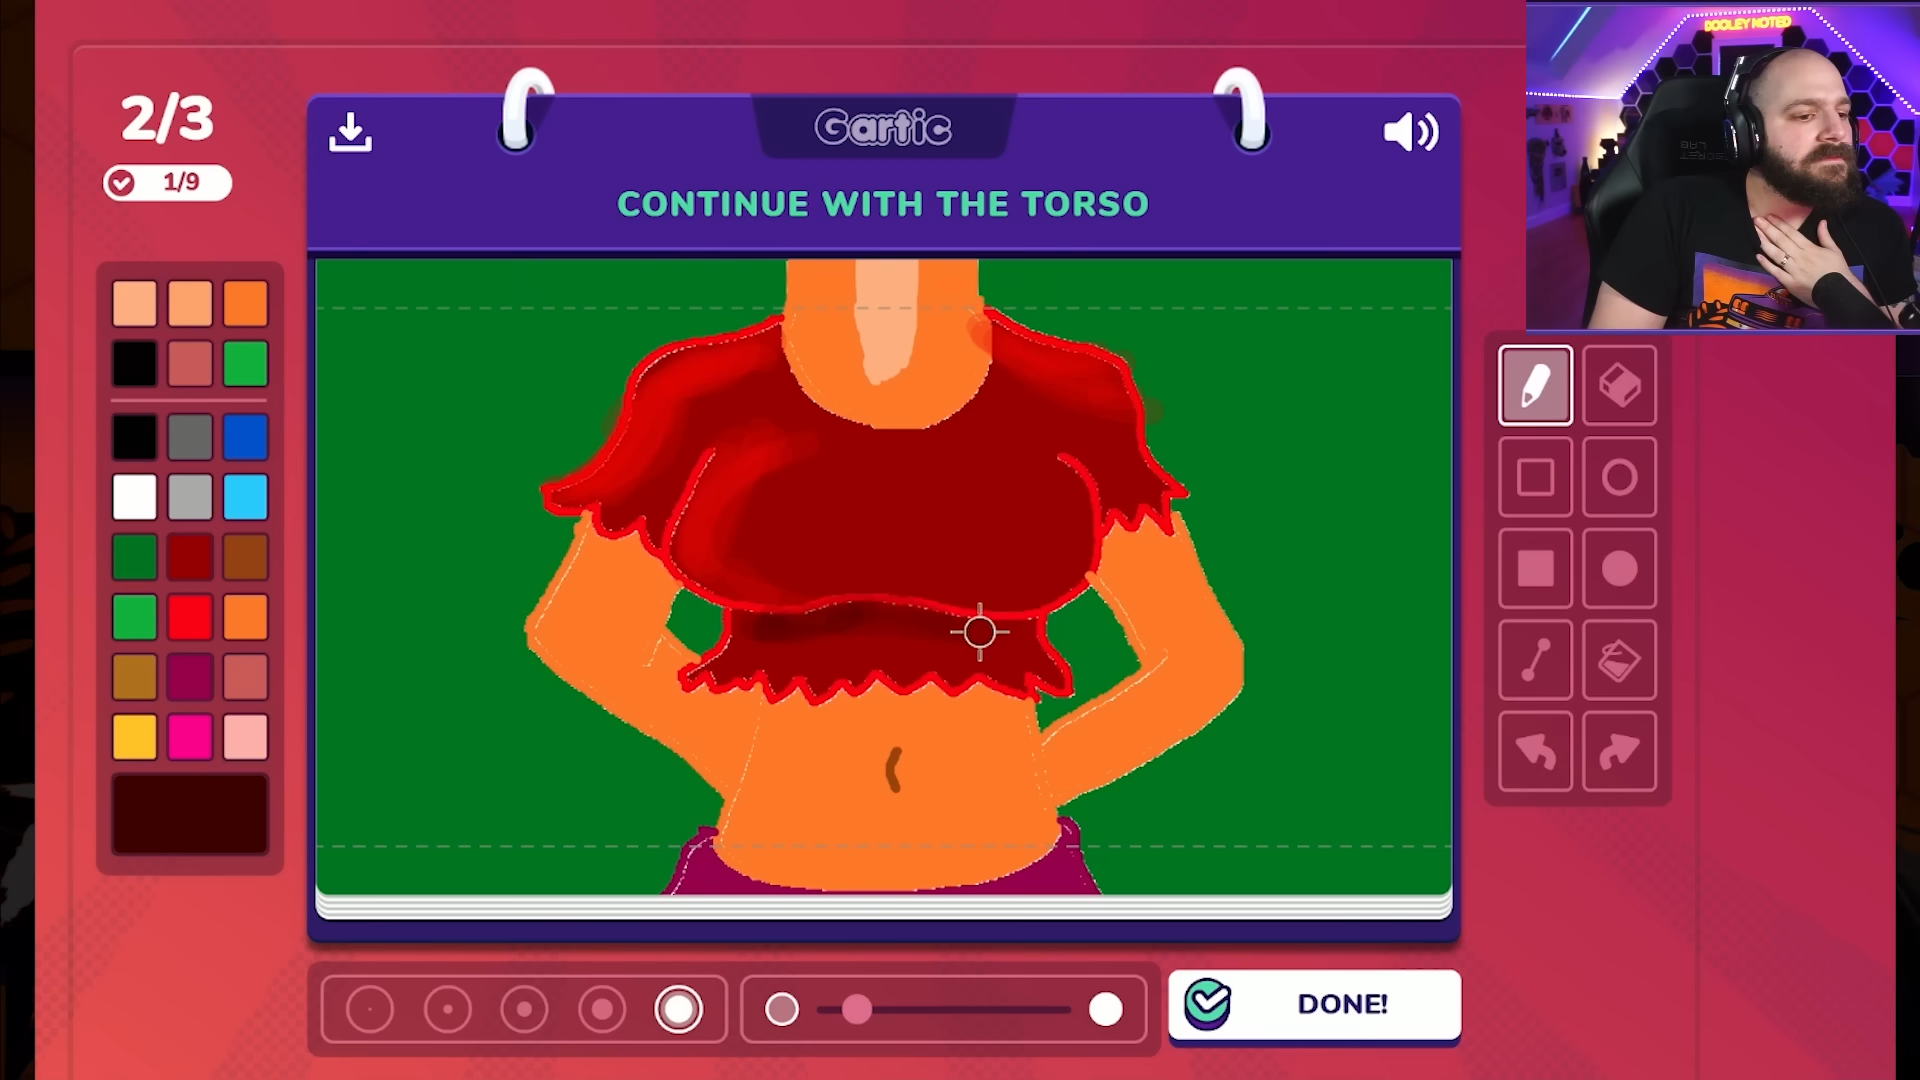 DOOLEY NOTED
2/3
Gartic
1/9
CONTINUE WITH THE TORSO
DONE!